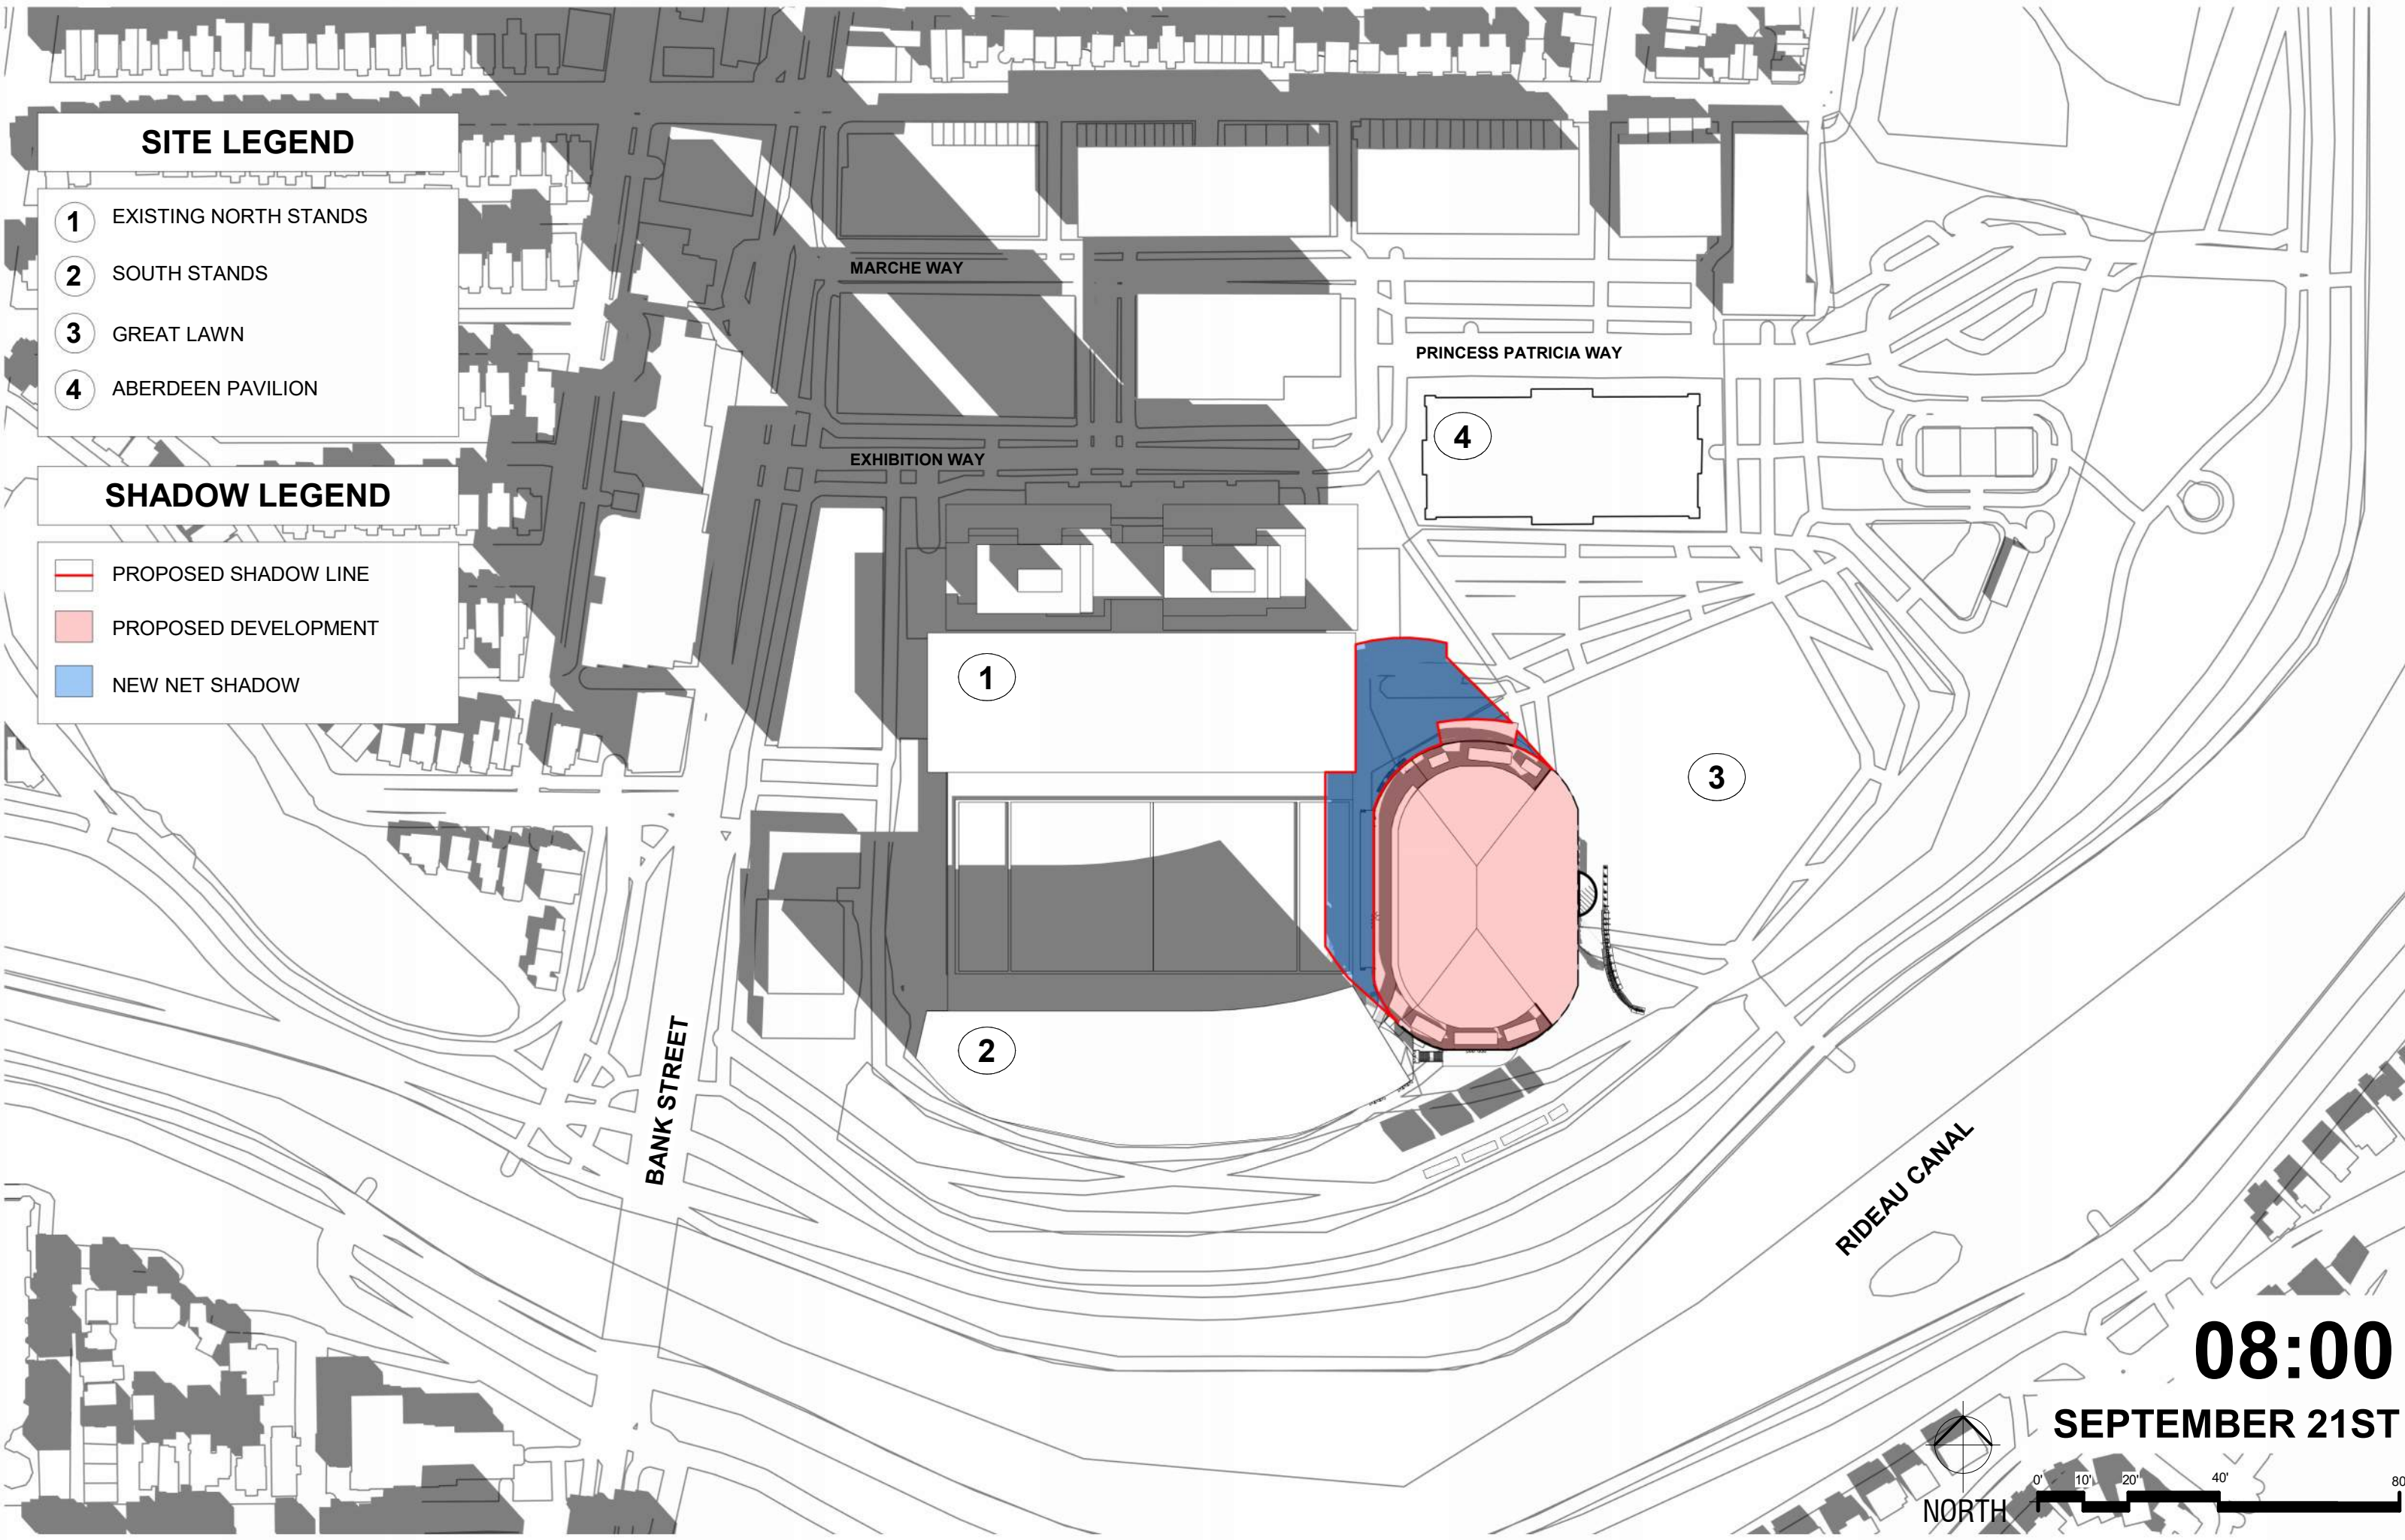 SITE LEGEND
1 EXISTING NORTH STANDS
2 SOUTH STANDS
3 GREAT LAWN
4 ABERDEEN PAVILION
SHADOW LEGEND
PROPOSED SHADOW LINE
PROPOSED DEVELOPMENT
NEW NET SHADOW
MARCHE WAY
PRINCESS PATRICIA WAY
4
EXHIBITION WAY
1
3
2
BANK STREET
RIDEAU CANAL
08:00
SEPTEMBER 21ST
NORTH
0' 10' 20' 40' 80